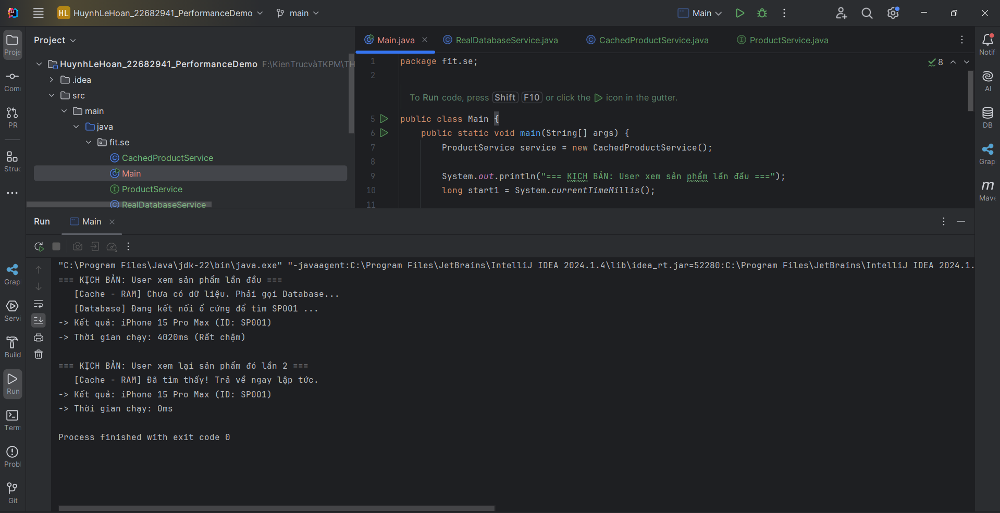 HL HuynhLeHoan_22682941_PerformanceDemo main Main
Project
HuynhLeHoan_22682941_PerformanceDemo F:\KienTrucvàTKPM\TH
.idea
src
main
java
fit.se
CachedProductService
Main
ProductService
RealDatabaseService
Proje
Com
PR
Struc
Main.java RealDatabaseService.java CachedProductService.java ProductService.java
1 package fit.se;
8
2
To Run code, press Shift F10 or click the icon in the gutter.
5 public class Main {
6 public static void main(String[] args) {
7 ProductService service = new CachedProductService();
8
9 System.out.println("=== KỊCH BẢN: User xem sản phẩm lần đầu ===");
10 long start1 = System.currentTimeMillis();
11
Notifi
AI
DB
Grap
Mave
Run Main
"C:\Program Files\Java\jdk-22\bin\java.exe" "-javaagent:C:\Program Files\JetBrains\IntelliJ IDEA 2024.1.4\lib\idea_rt.jar=52280:C:\Program Files\JetBrains\IntelliJ IDEA 2024.1.
=== KỊCH BẢN: User xem sản phẩm lần đầu ===
[Cache - RAM] Chưa có dữ liệu. Phải gọi Database...
[Database] Đang kết nối ổ cứng để tìm SP001 ...
-> Kết quả: iPhone 15 Pro Max (ID: SP001)
-> Thời gian chạy: 4020ms (Rất chậm)
=== KỊCH BẢN: User xem lại sản phẩm đó lần 2 ===
[Cache - RAM] Đã tìm thấy! Trả về ngay lập tức.
-> Kết quả: iPhone 15 Pro Max (ID: SP001)
-> Thời gian chạy: 0ms
Process finished with exit code 0
Grap
Servi
Build
Run
Term
Probl
Git